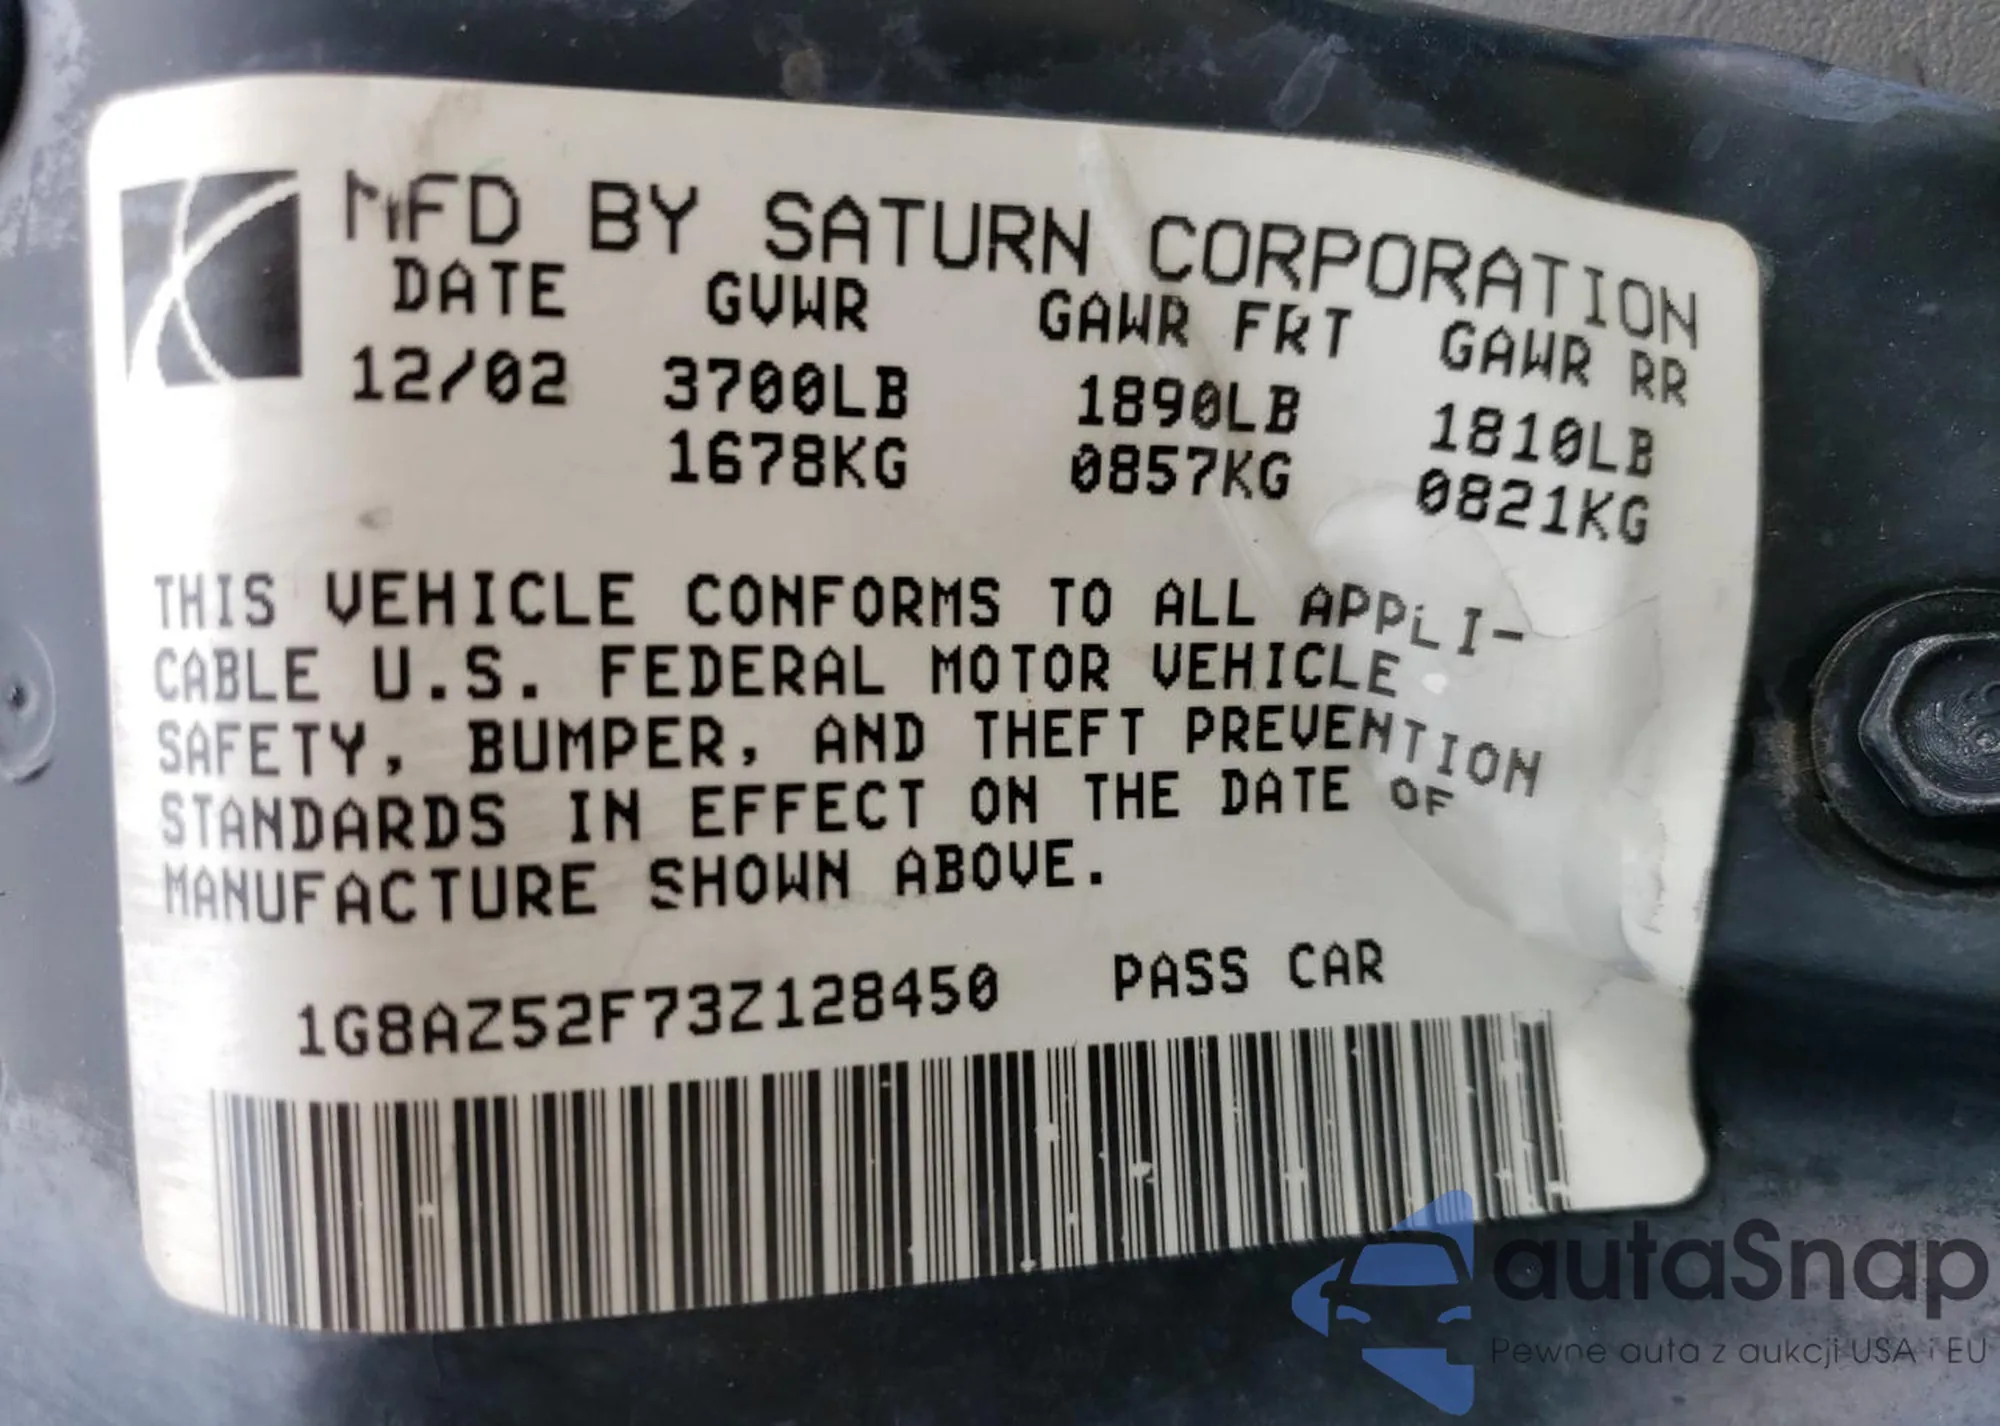 MFD BY SATURN CORPORATION
DATE GVWR GAWR FRT GAWR RR
12/02 3700LB 1890LB 1810LB
1678KG 0857KG 0821KG
THIS VEHICLE CONFORMS TO ALL APPLI-
CABLE U.S. FEDERAL MOTOR VEHICLE
SAFETY, BUMPER, AND THEFT PREVENTION
STANDARDS IN EFFECT ON THE DATE OF
MANUFACTURE SHOWN ABOVE.
1G8AZ52F73Z128450 PASS CAR
autaSnap
Pewne auta z aukcji USA i EU